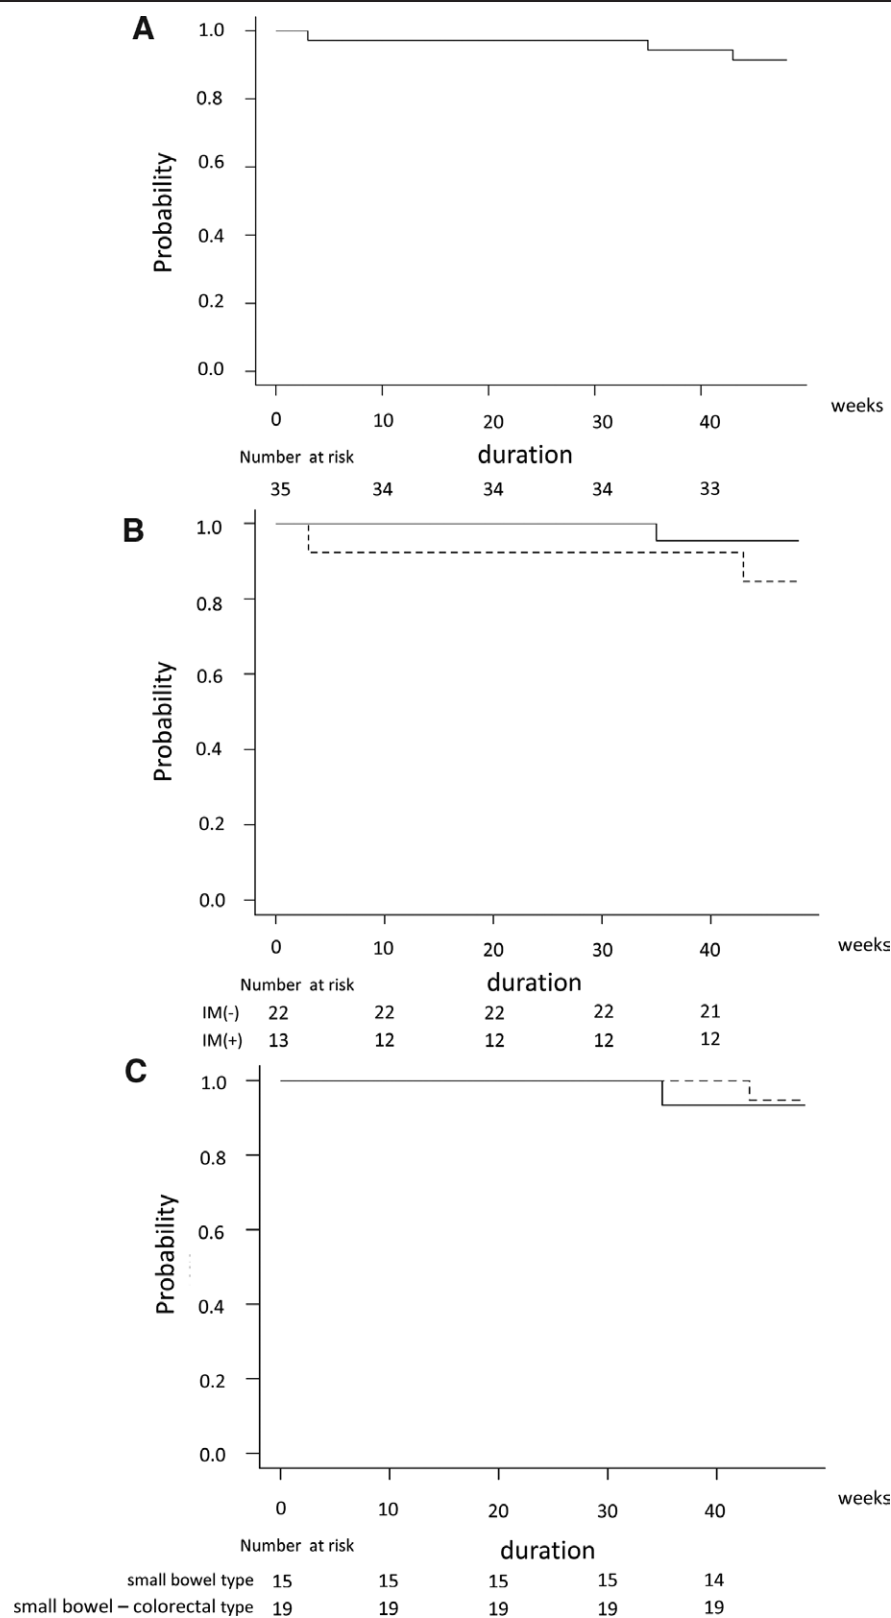 A
1.0
0.8
0.6
0.4
0.2
0.0
Probability
0 10 20 30 40
weeks
Number at risk
duration
35 34 34 34 33
B
1.0
0.8
0.6
0.4
0.2
0.0
Probability
0 10 20 30 40
weeks
Number at risk
duration
IM(-) 22 22 22 22 21
IM(+) 13 12 12 12 12
C
1.0
0.8
0.6
0.4
0.2
0.0
Probability
0 10 20 30 40
weeks
Number at risk
duration
small bowel type 15 15 15 15 14
small bowel – colorectal type 19 19 19 19 19